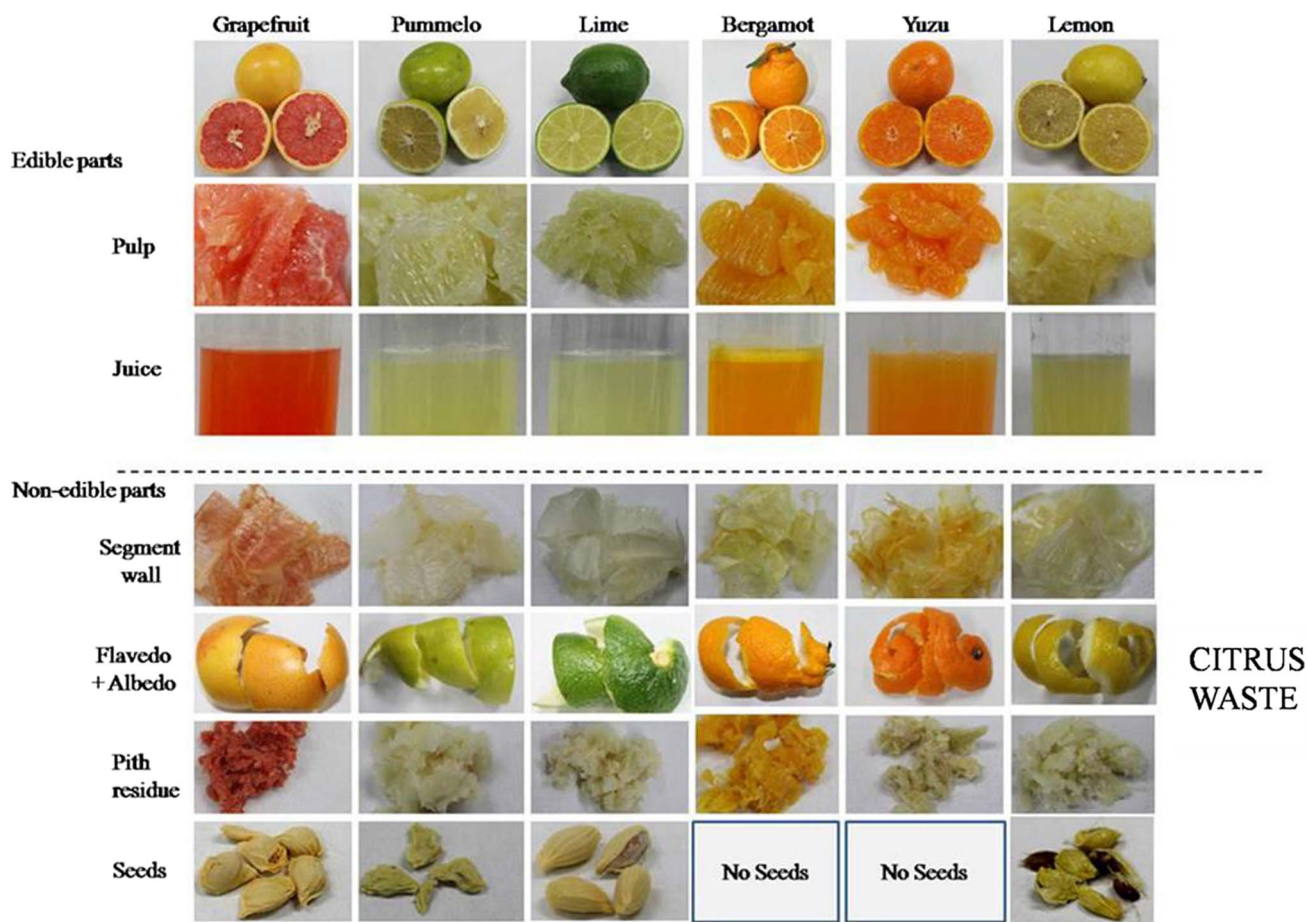 Grapefruit Pummelo Lime Bergamot Yuzu Lemon
Edible parts
Pulp
Juice
Non-edible parts
Segment
wall
Flavedo
+ Albedo
CITRUS
WASTE
Pith
residue
Seeds
No Seeds
No Seeds